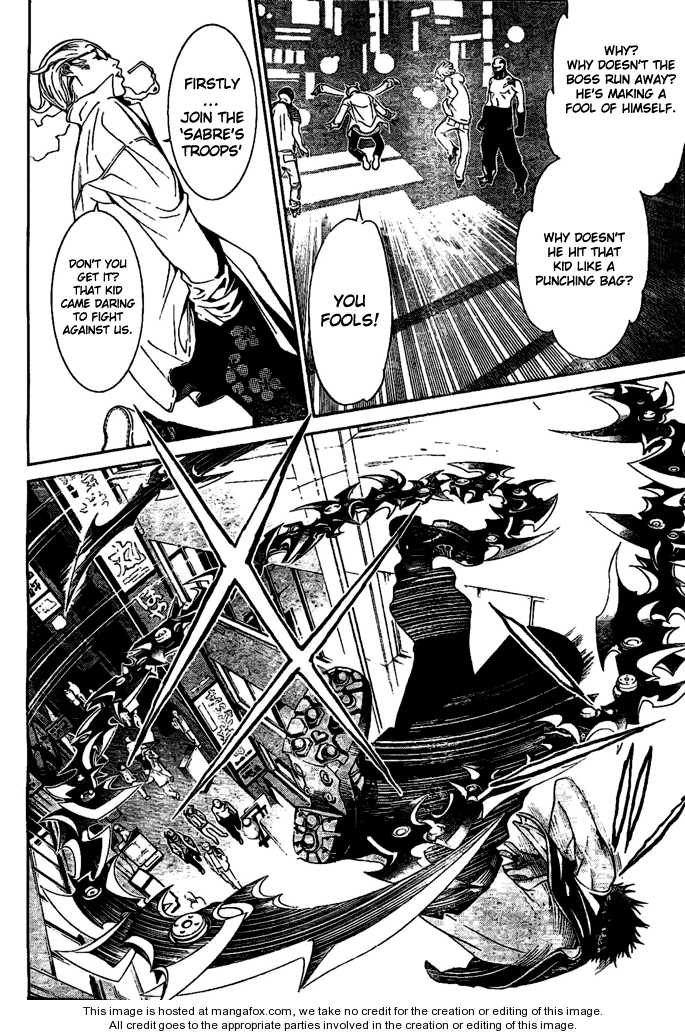 WHY?
WHY DOESN'T THE
BOSS RUN AWAY?
HE'S MAKING A
FOOL OF HIMSELF.
WHY DOESN'T
HE HIT THAT
KID LIKE A
PUNCHING BAG?
YOU
FOOLS!
FIRSTLY
...
JOIN THE
'SABRE'S
TROOPS'
DON'T YOU
GET IT?
THAT KID
CAME DARING
TO FIGHT
AGAINST US.
This image is hosted at mangafox.com, we take no credit for the creation or editing of this image.
All credit goes to the appropriate parties involved in the creation or editing of this image.